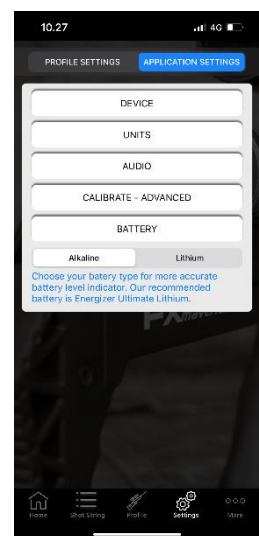 10.27
4G
PROFILE SETTINGS APPLICATION SETTINGS
DEVICE
UNITS
AUDIO
CALIBRATE - ADVANCED
BATTERY
Alkaline Lithium
Choose your batery type for more accurate
battery level indicator. Our recommended
battery is Energizer Ultimate Lithium.
FX
Home Shot String Profile Settings More